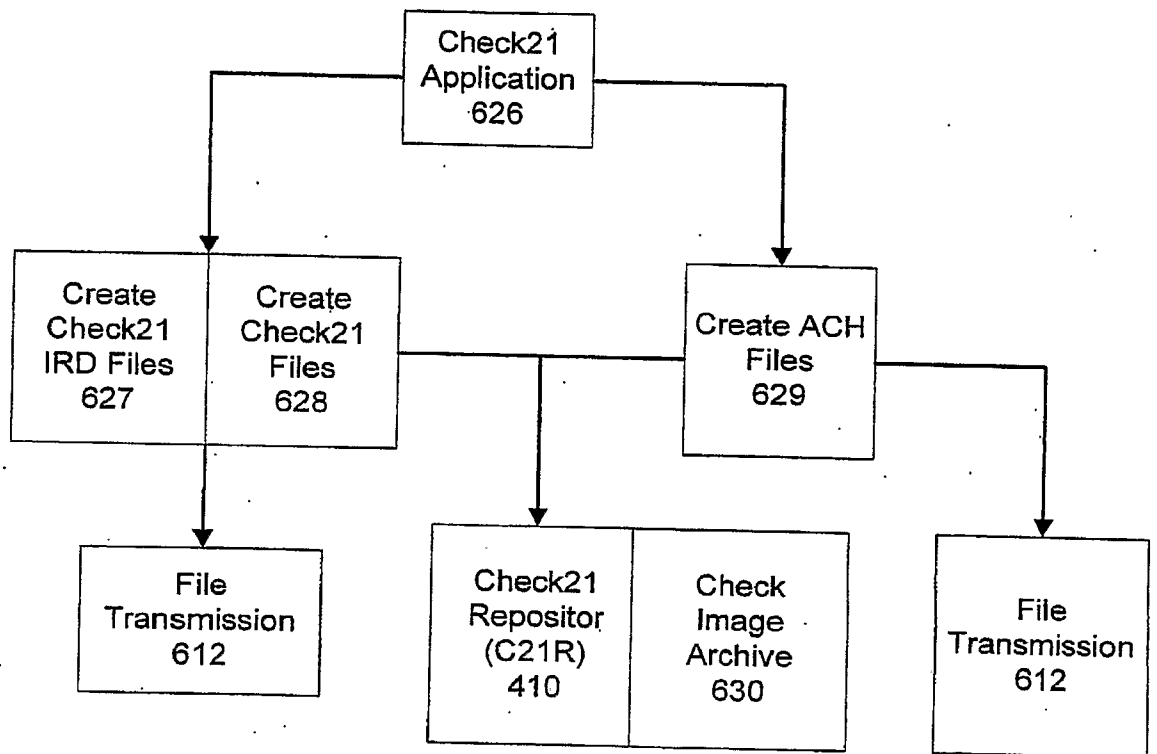 Check21
Application
626
Create
Check21
IRD Files
627
Create
Check21
Files
628
Create ACH
Files
629
File
Transmission
612
Check21
Repositor
(C21R)
410
Check
Image
Archive
630
File
Transmission
612